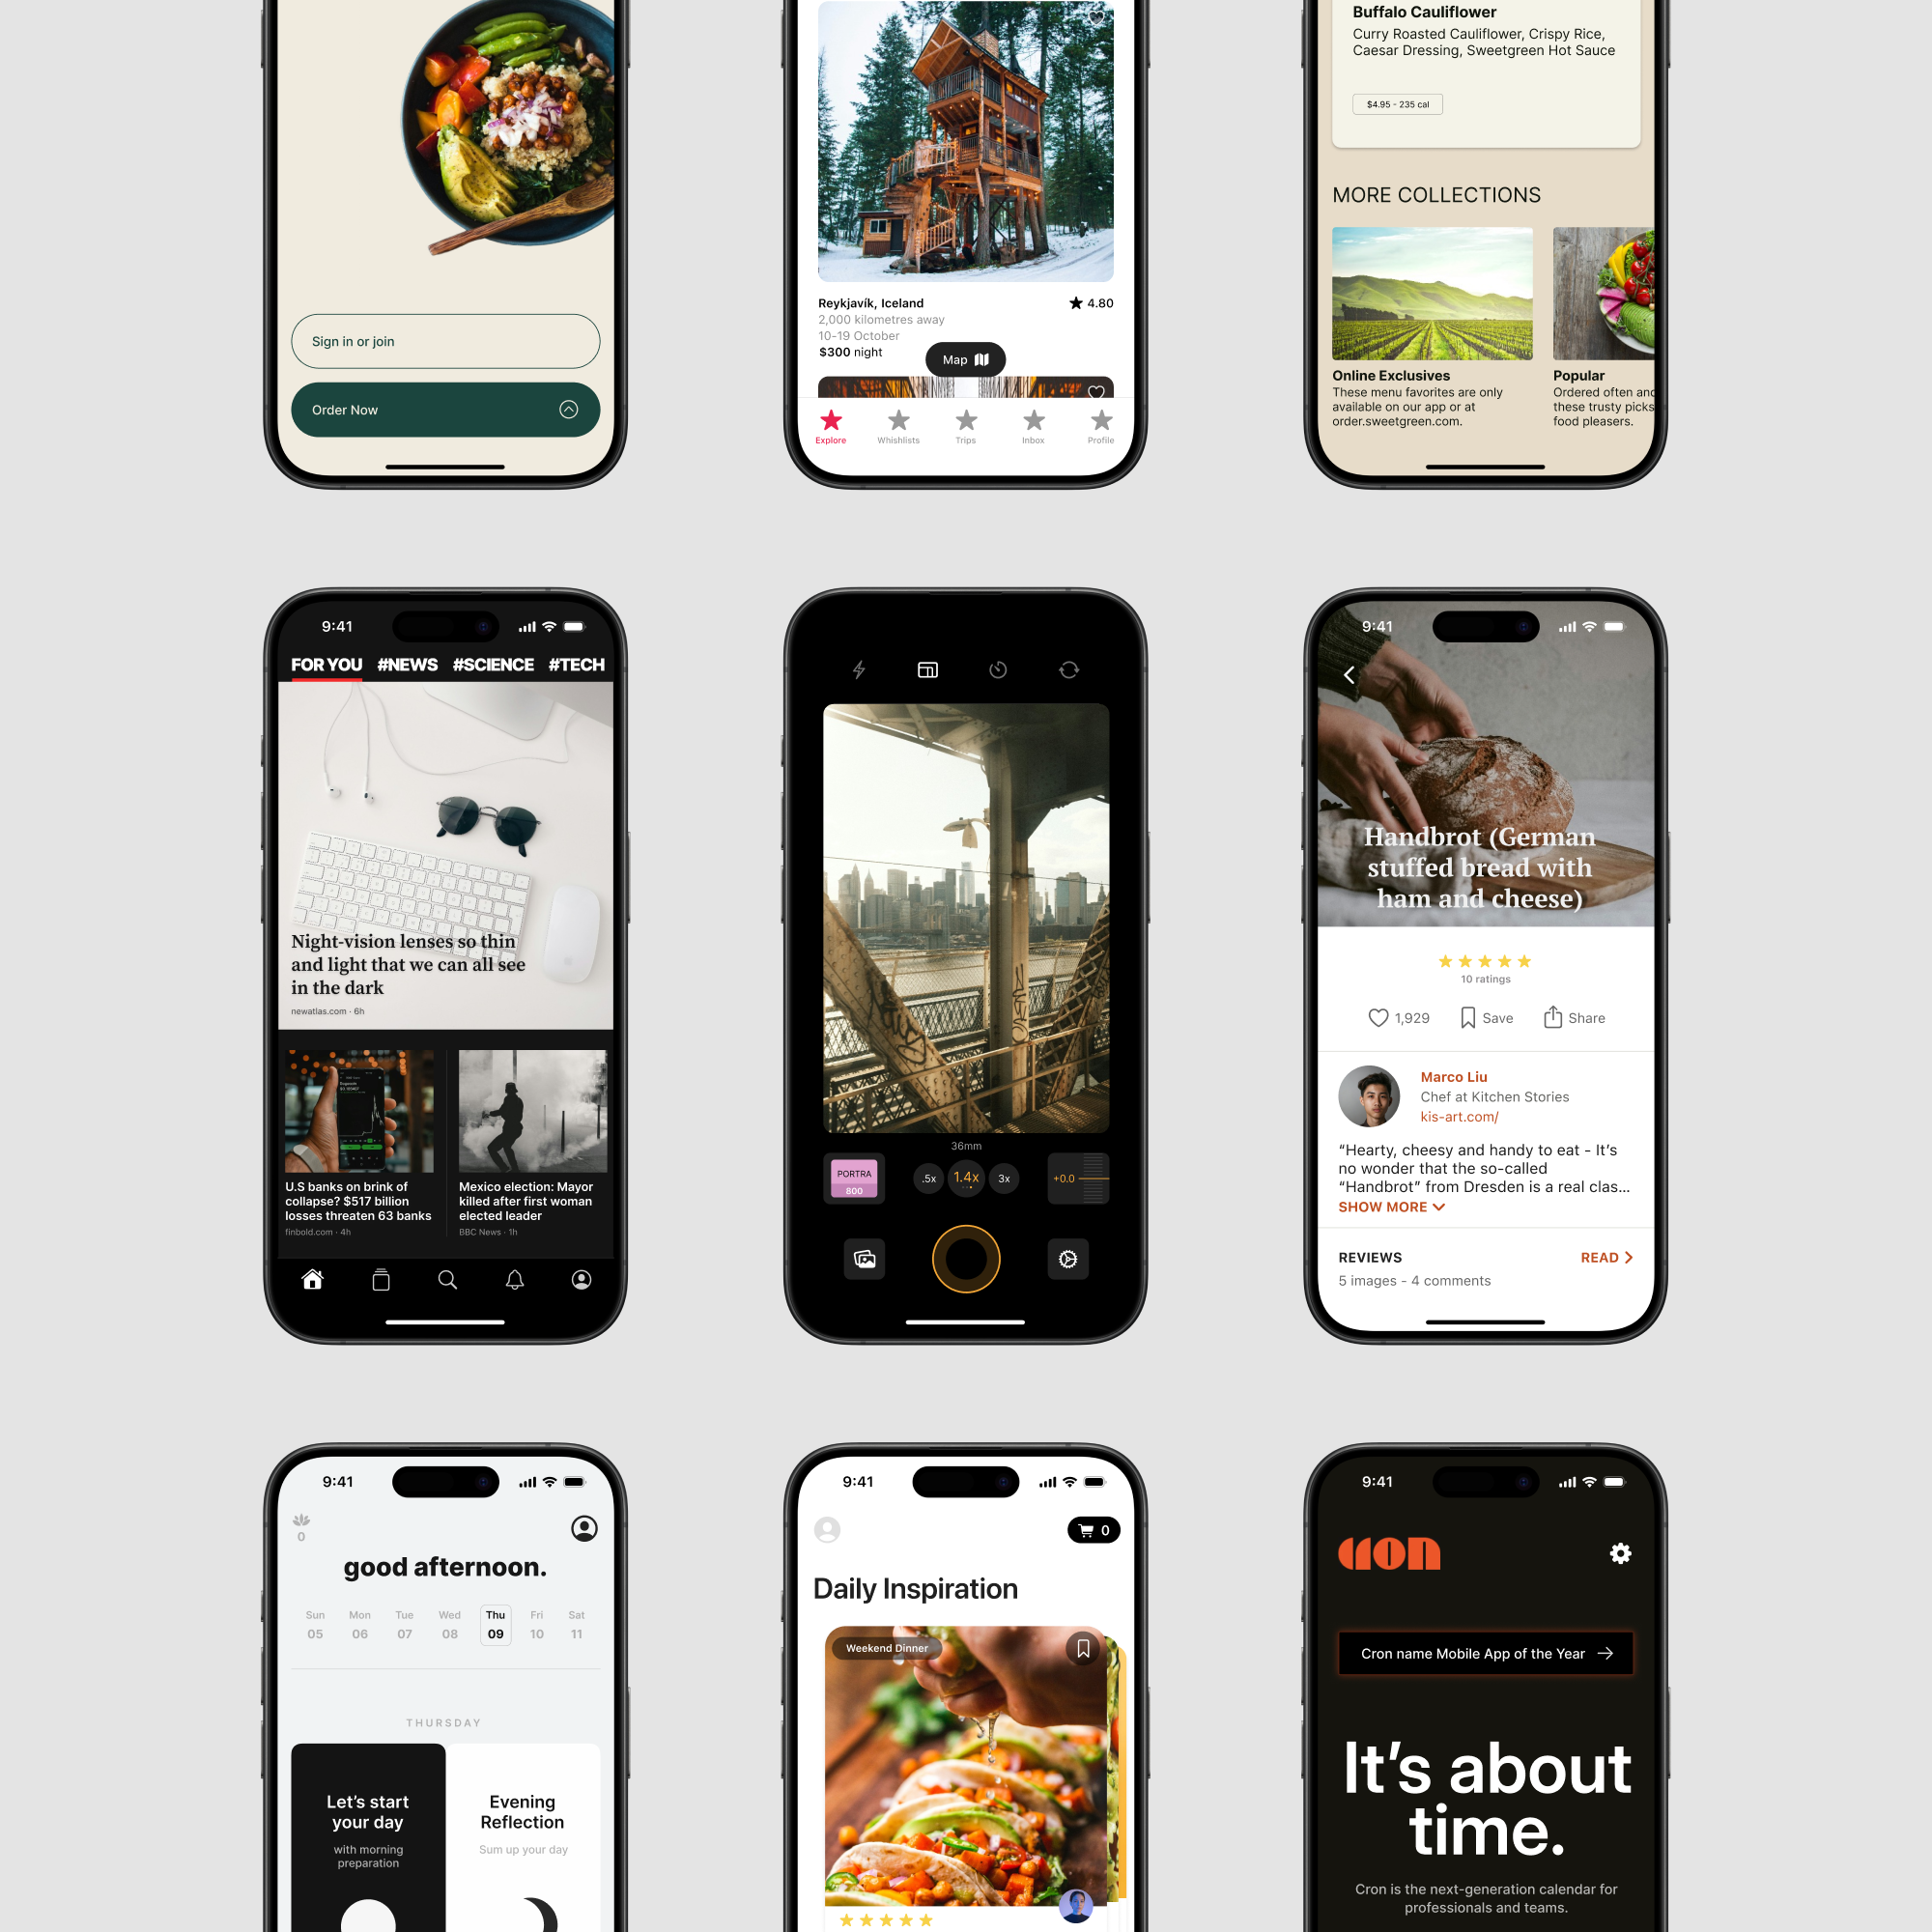 Sign in or join
Order Now
Reykjavík, Iceland
4.80
2,000 kilometres away
10-19 October
$300 night
Map
Explore
Whishlists
Trips
Inbox
Profile
Buffalo Cauliflower
Curry Roasted Cauliflower, Crispy Rice,
Caesar Dressing, Sweetgreen Hot Sauce
$4.95 - 235 cal
MORE COLLECTIONS
Online Exclusives
These menu favorites are only
available on our app or at
order.sweetgreen.com.
Popular
Ordered often and
these trusty picks
food pleasers.
9:41
FOR YOU #NEWS #SCIENCE #TECH
Night-vision lenses so thin
and light that we can all see
in the dark
newatlas.com · 6h
U.S banks on brink of
collapse? $517 billion
losses threaten 63 banks
finbold.com · 4h
Mexico election: Mayor
killed after first woman
elected leader
BBC News · 1h
36mm
PORTRA
800
.5x
1.4x
3x
+0.0
9:41
Handbrot (German
stuffed bread with
ham and cheese)
10 ratings
1,929
Save
Share
Marco Liu
Chef at Kitchen Stories
kis-art.com/
“Hearty, cheesy and handy to eat - It’s
no wonder that the so-called
“Handbrot” from Dresden is a real clas...
SHOW MORE
REVIEWS
READ
5 images - 4 comments
9:41
0
good afternoon.
Sun Mon Tue Wed Thu Fri Sat
05 06 07 08 09 10 11
THURSDAY
Let’s start
your day
with morning
preparation
Evening
Reflection
Sum up your day
9:41
0
Daily Inspiration
Weekend Dinner
9:41
cron
Cron name Mobile App of the Year
It’s about
time.
Cron is the next-generation calendar for
professionals and teams.